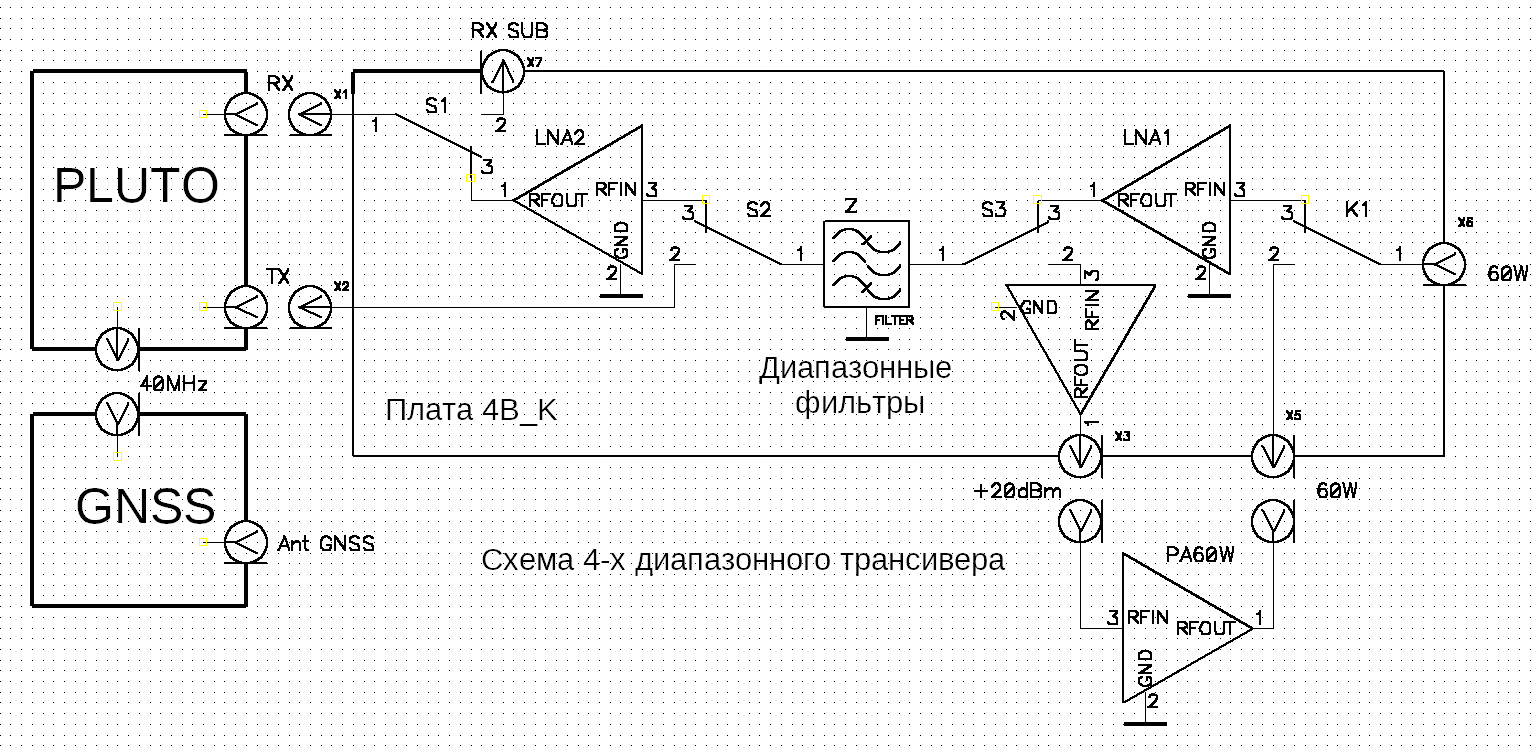 RX SUB
X7
RX
X1
S1
1
2
3
LNA2
1
RFOUT
RFIN
3
GND
2
PLUTO
TX
X2
3
2
S2
1
Z
FILTER
1
S3
3
2
LNA1
1
RFOUT
RFIN
3
GND
2
3
2
K1
1
X6
60W
2
GND
3
RFIN
RFOUT
1
Диапазонные
фильтры
40MHz
Плата 4B_K
X3
X5
+20dBm
60W
GNSS
Ant GNSS
Схема 4-х диапазонного трансивера
PA60W
3
RFIN
RFOUT
1
GND
2